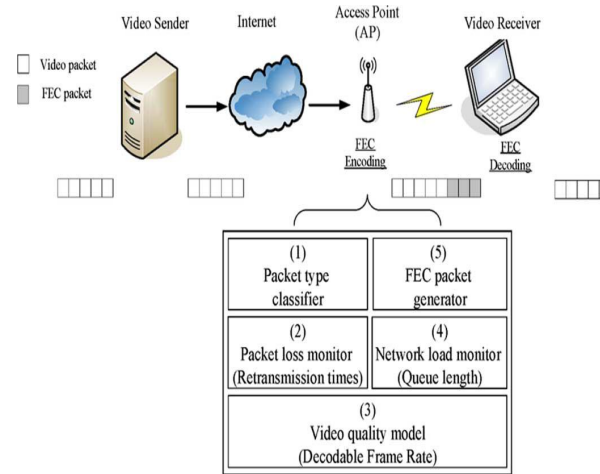 Video Sender
Internet
Access Point
(AP)
Video Receiver
Video packet
FEC packet
FEC
Encoding
FEC
Decoding
(1)
Packet type
classifier
(5)
FEC packet
generator
(2)
Packet loss monitor
(Retransmission times)
(4)
Network load monitor
(Queue length)
(3)
Video quality model
(Decodable Frame Rate)